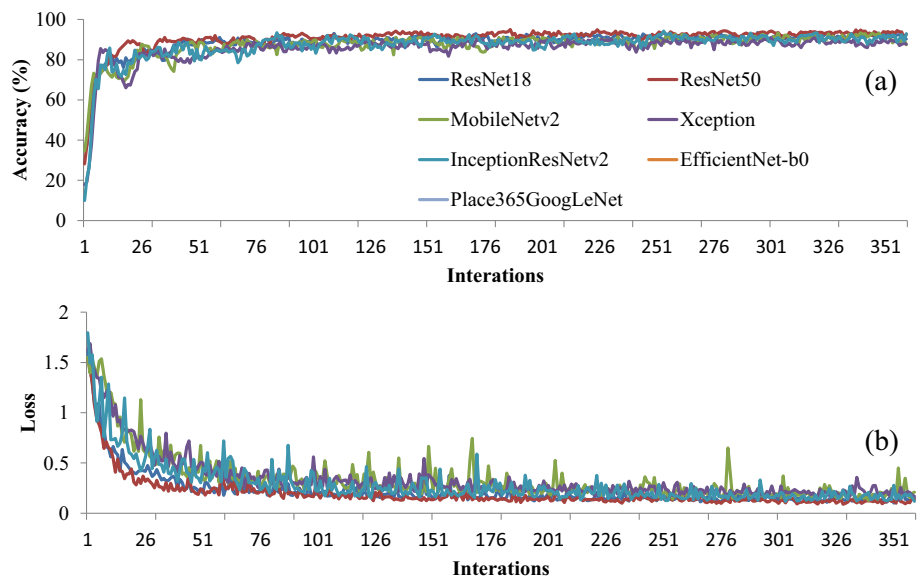 100
80
60
40
20
0
Accuracy (%)
(a)
ResNet18 ResNet50
MobileNetv2 Xception
InceptionResNetv2 EfficientNet-b0
Place365GoogLeNet
1 26 51 76 101 126 151 176 201 226 251 276 301 326 351
Interations
2
1.5
1
0.5
0
Loss
(b)
1 26 51 76 101 126 151 176 201 226 251 276 301 326 351
Interations